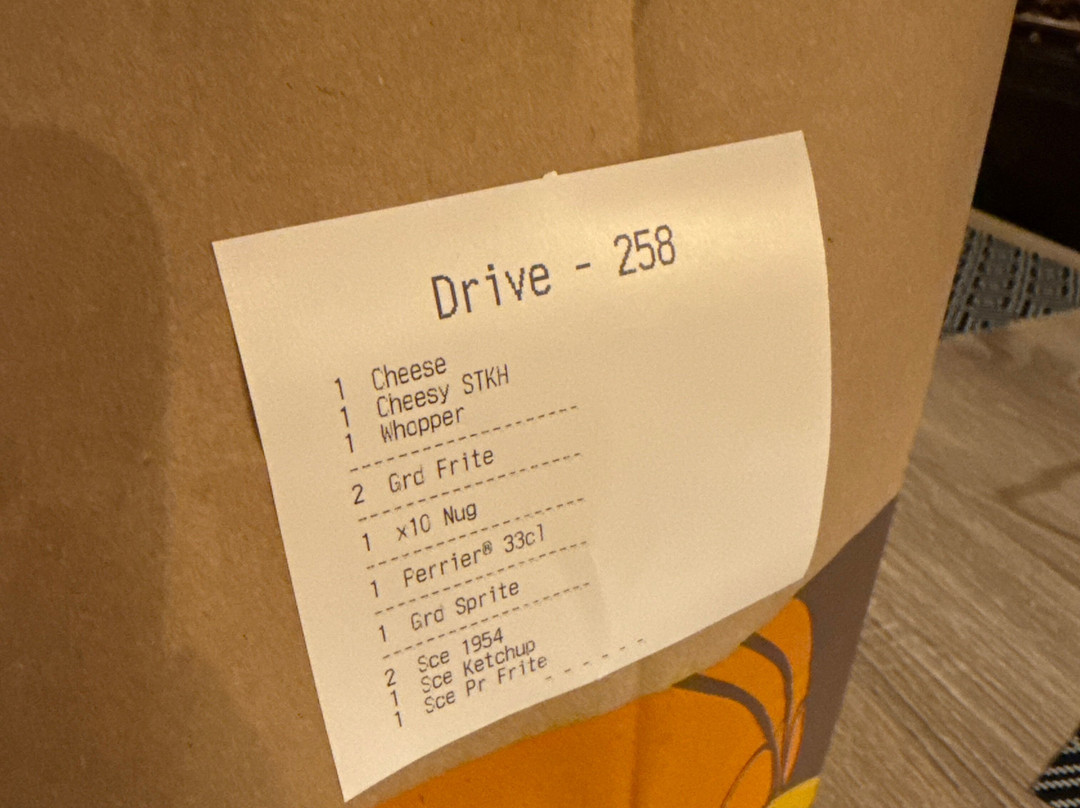 Drive - 258
1 Cheese
1 Cheesy STKH
1 Whopper
2 Grd Frite
1 x10 Nug
1 Perrier® 33cl
1 Grd Sprite
2 Sce 1954
1 Sce Ketchup
1 Sce Pr Frite